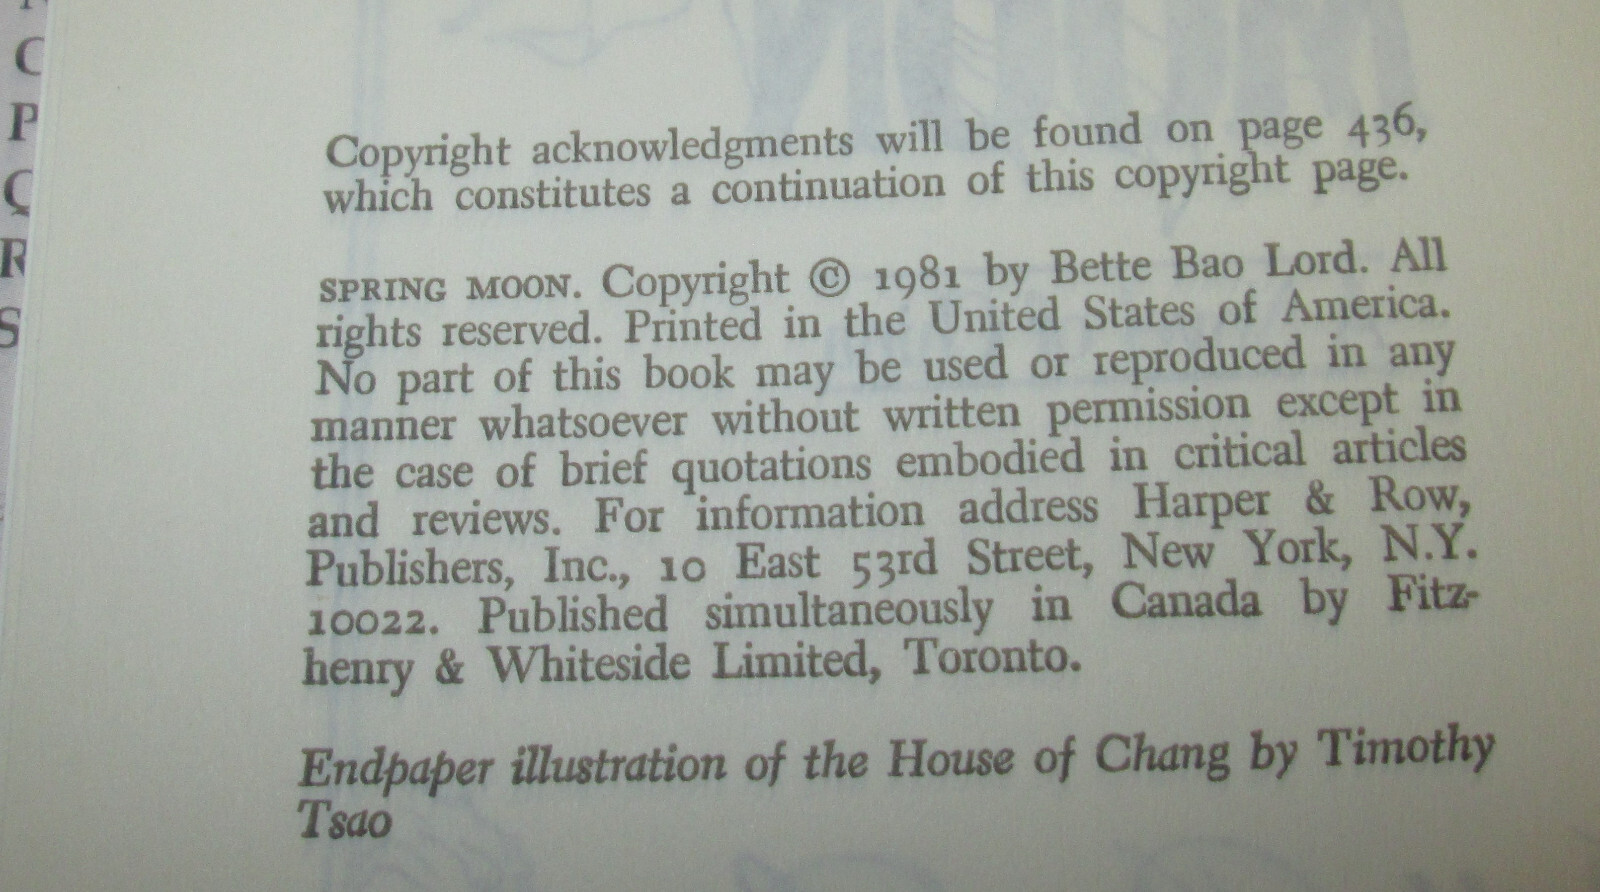 C
P
Q
R
S
Copyright acknowledgments will be found on page 436,
which constitutes a continuation of this copyright page.
SPRING MOON. Copyright © 1981 by Bette Bao Lord. All
rights reserved. Printed in the United States of America.
No part of this book may be used or reproduced in any
manner whatsoever without written permission except in
the case of brief quotations embodied in critical articles
and reviews. For information address Harper & Row,
Publishers, Inc., 10 East 53rd Street, New York, N.Y.
10022. Published simultaneously in Canada by Fitz-
henry & Whiteside Limited, Toronto.
Endpaper illustration of the House of Chang by Timothy
Tsao